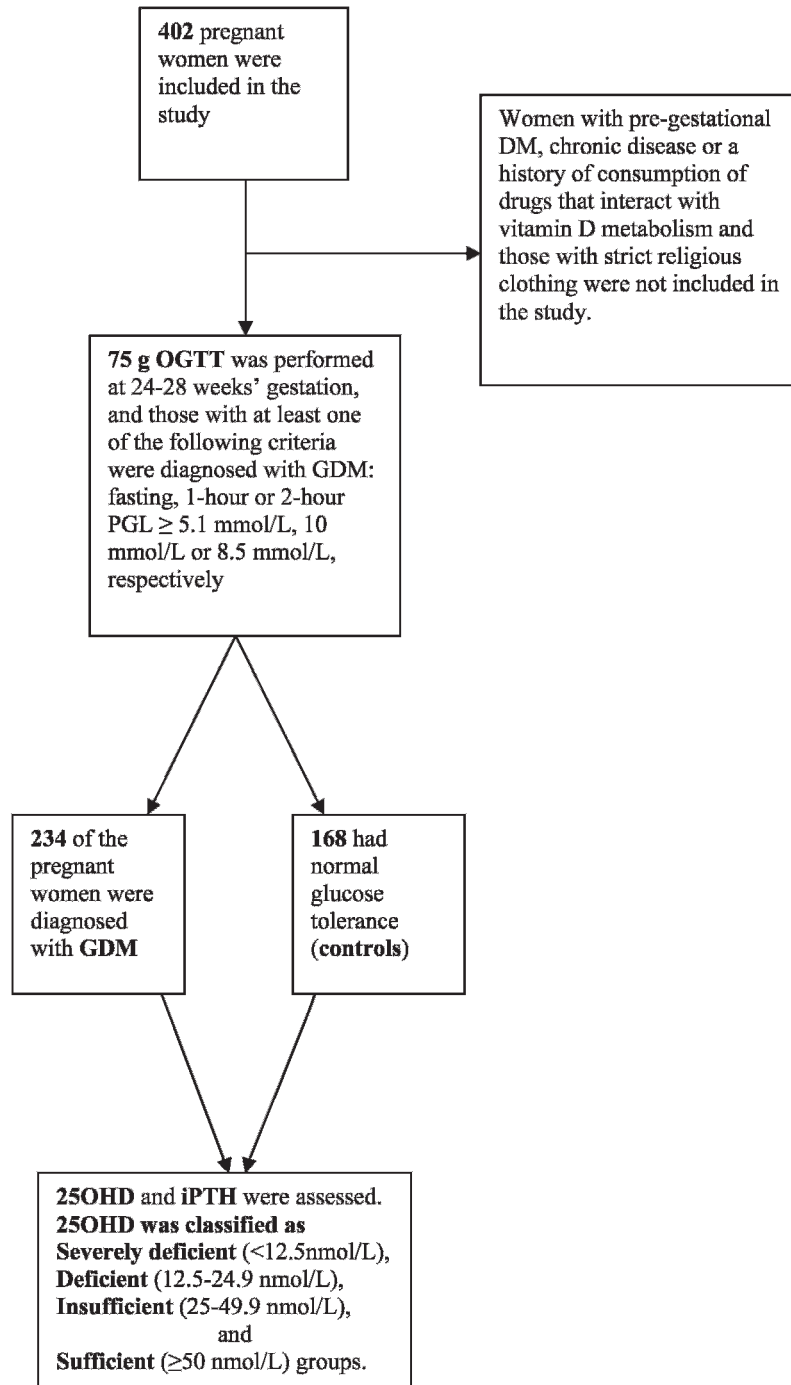 402 pregnant
women were
included in the
study
Women with pre-gestational
DM, chronic disease or a
history of consumption of
drugs that interact with
vitamin D metabolism and
those with strict religious
clothing were not included in
the study.
75 g OGTT was performed
at 24-28 weeks’ gestation,
and those with at least one
of the following criteria
were diagnosed with GDM:
fasting, 1-hour or 2-hour
PGL ≥ 5.1 mmol/L, 10
mmol/L or 8.5 mmol/L,
respectively
234 of the
pregnant
women were
diagnosed
with GDM
168 had
normal
glucose
tolerance
(controls)
25OHD and iPTH were assessed.
25OHD was classified as
Severely deficient (<12.5nmol/L),
Deficient (12.5-24.9 nmol/L),
Insufficient (25-49.9 nmol/L),
and
Sufficient (≥50 nmol/L) groups.